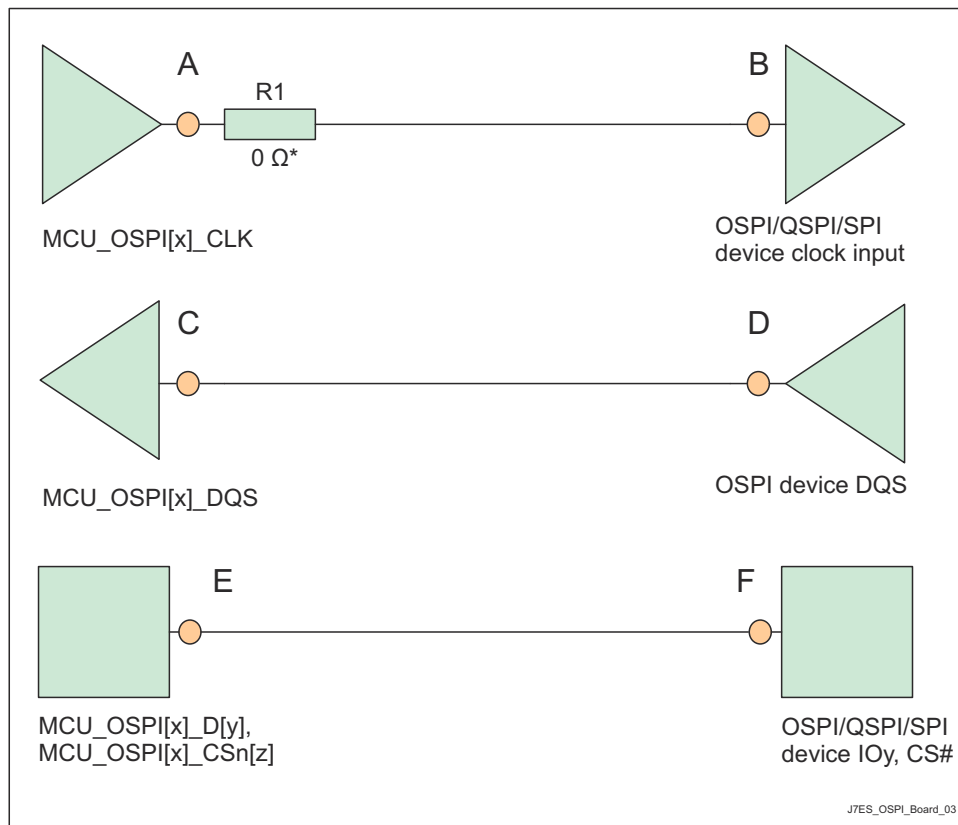 A
B
R1
0 Ω*
MCU_OSPI[x]_CLK
OSPI/QSPI/SPI
device clock input
C
D
MCU_OSPI[x]_DQS
OSPI device DQS
E
F
MCU_OSPI[x]_D[y],
MCU_OSPI[x]_CSn[z]
OSPI/QSPI/SPI
device IOy, CS#
J7ES_OSPI_Board_03